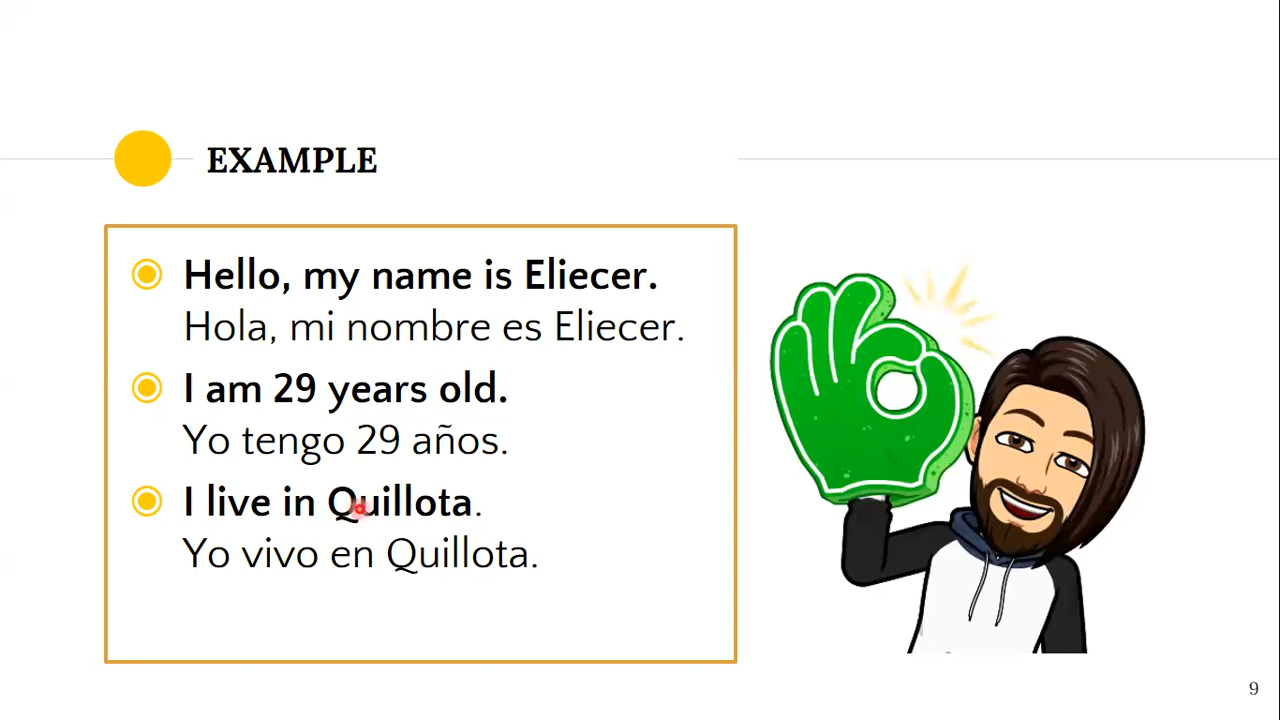 EXAMPLE
Hello, my name is Eliecer.
Hola, mi nombre es Eliecer.
I am 29 years old.
Yo tengo 29 años.
I live in Quillota.
Yo vivo en Quillota.
9